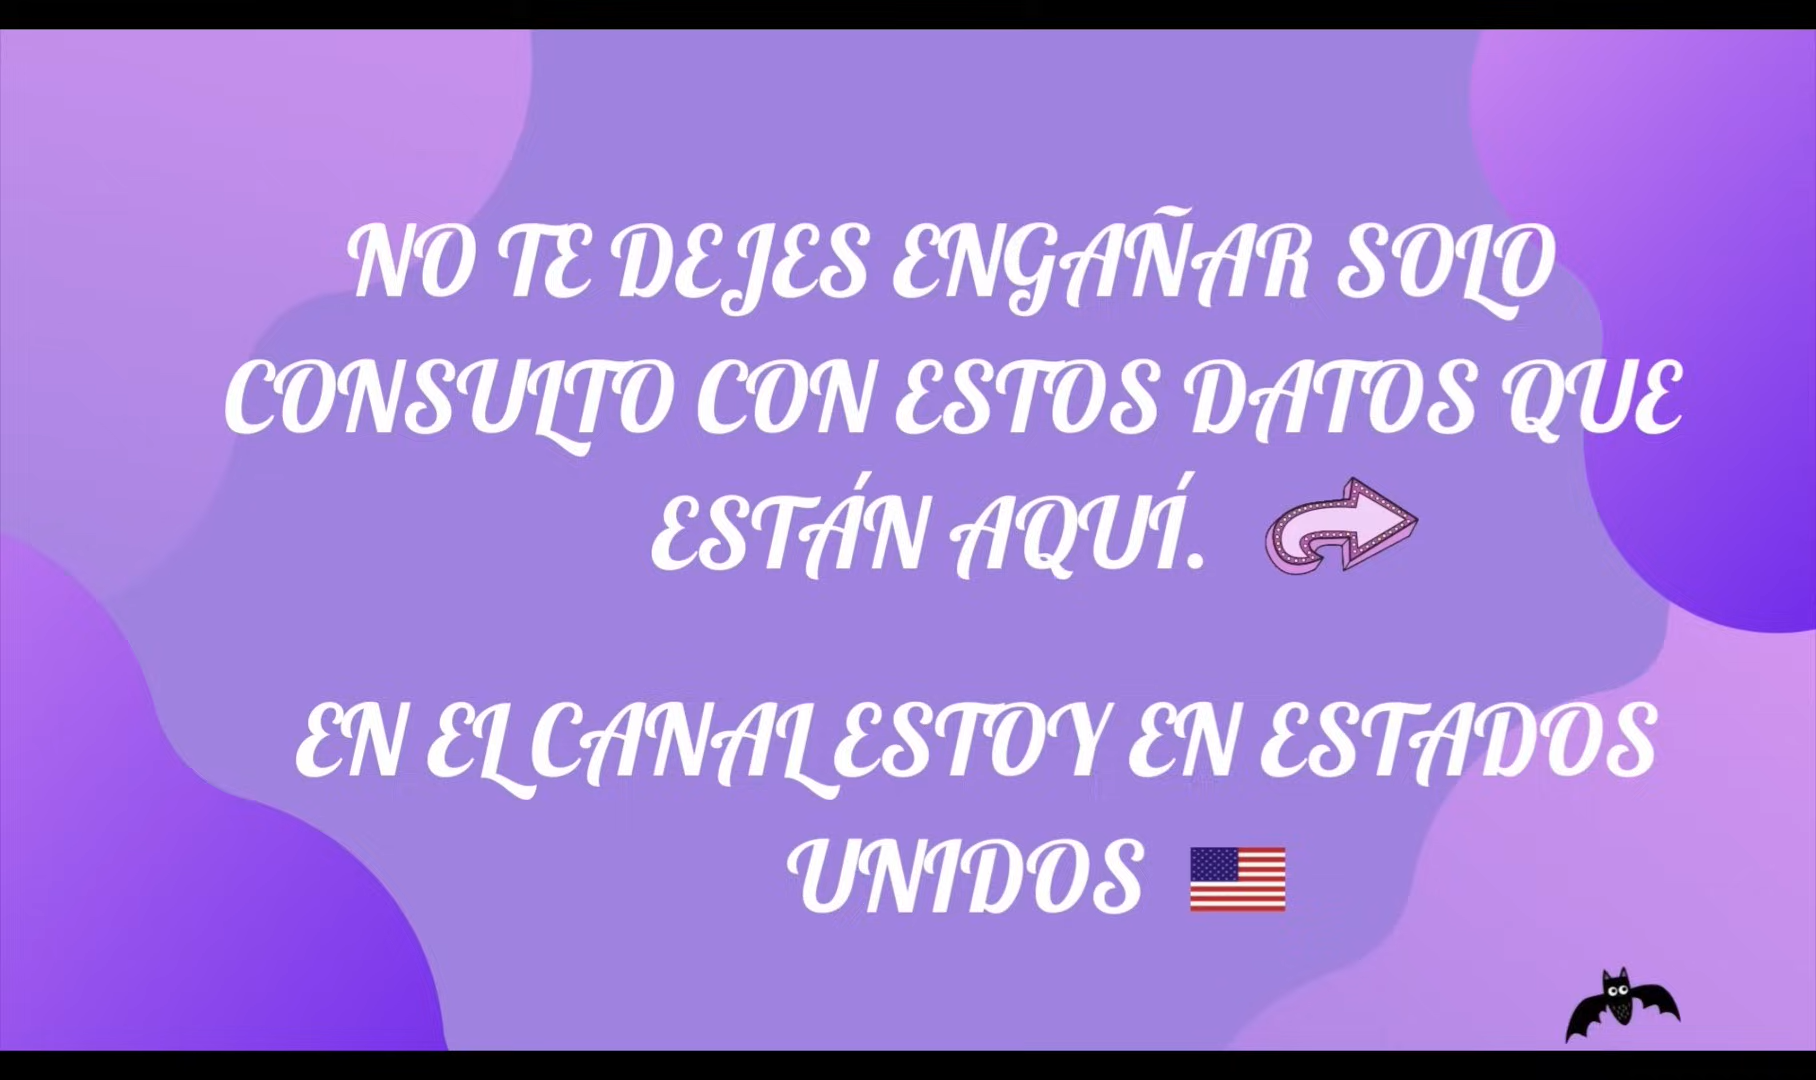 NO TE DEJES ENGAÑAR SOLO
CONSULTO CON ESTOS DATOS QUE
ESTÁN AQUÍ.
EN EL CANAL ESTOY EN ESTADOS
UNIDOS